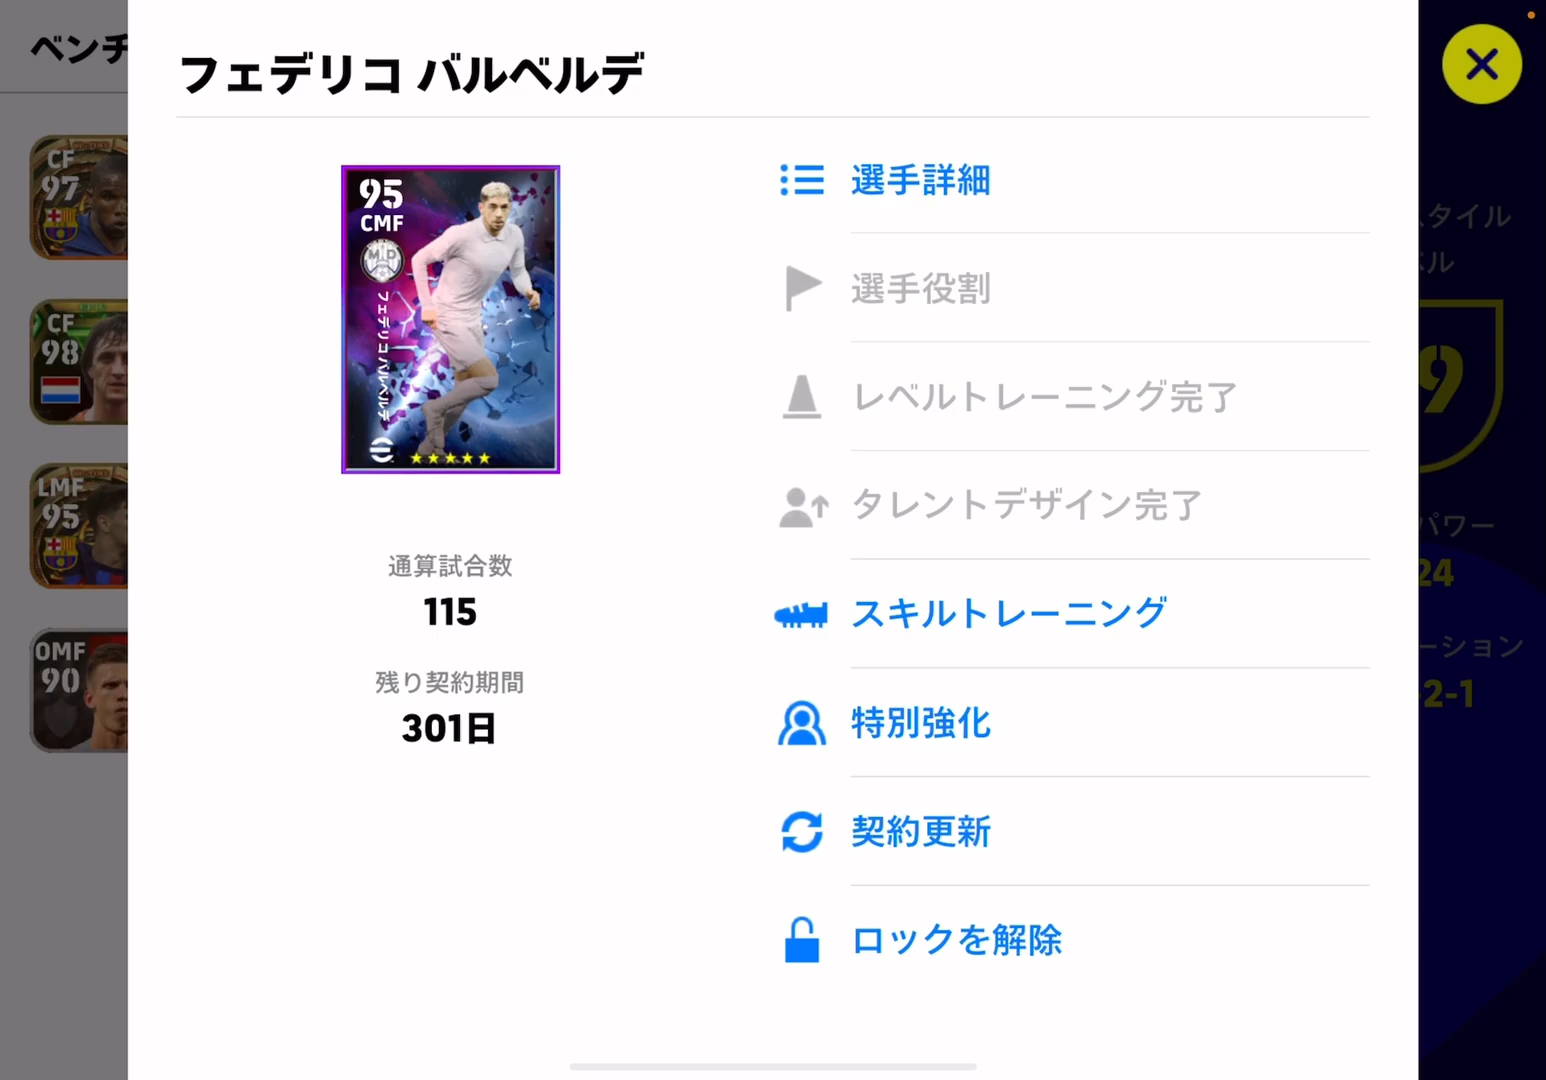 ベンチ
フェデリコ バルベルデ
CF
97
CF
98
LMF
95
OMF
90
95
CMF
MD
フェデリコ バルベルデ
通算試合数
115
残り契約期間
301日
選手詳細
選手役割
レベルトレーニング完了
タレントデザイン完了
スキルトレーニング
特別強化
契約更新
ロックを解除
タイル
ル
9
パワー
24
ーション
2-1